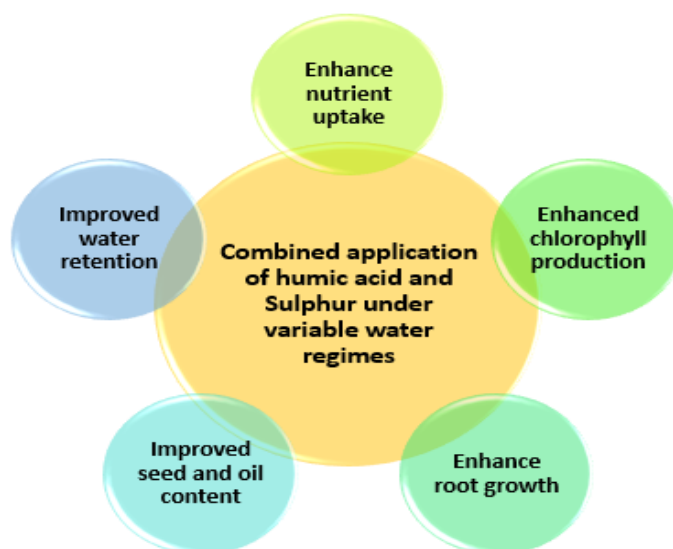 Enhance
nutrient
uptake
Improved
water
retention
Enhanced
chlorophyll
production
Combined application
of humic acid and
Sulphur under
variable water
regimes
Improved
seed and oil
content
Enhance
root growth